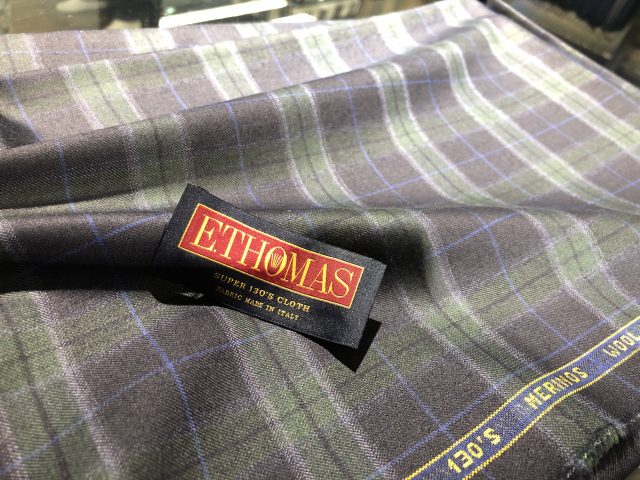 ETHOMAS
SUPER 130'S CLOTH
FABRIC MADE IN ITALY
130'S MERINOS WOOL